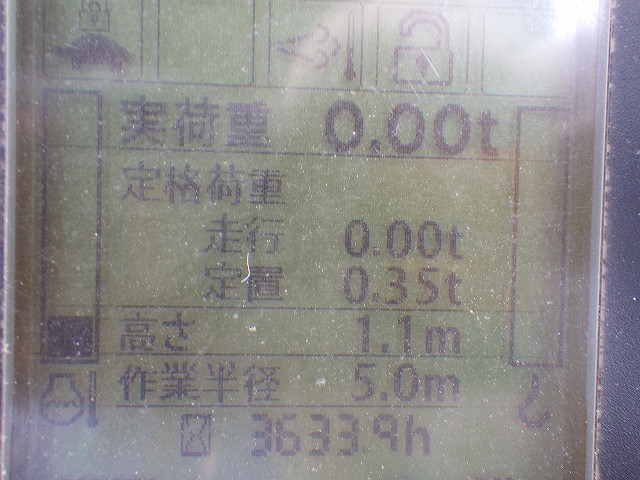 実荷重 0.00t
定格荷重
走行 0.00t
定置 0.35t
高さ 1.1m
作業半径 5.0m
3633.9h